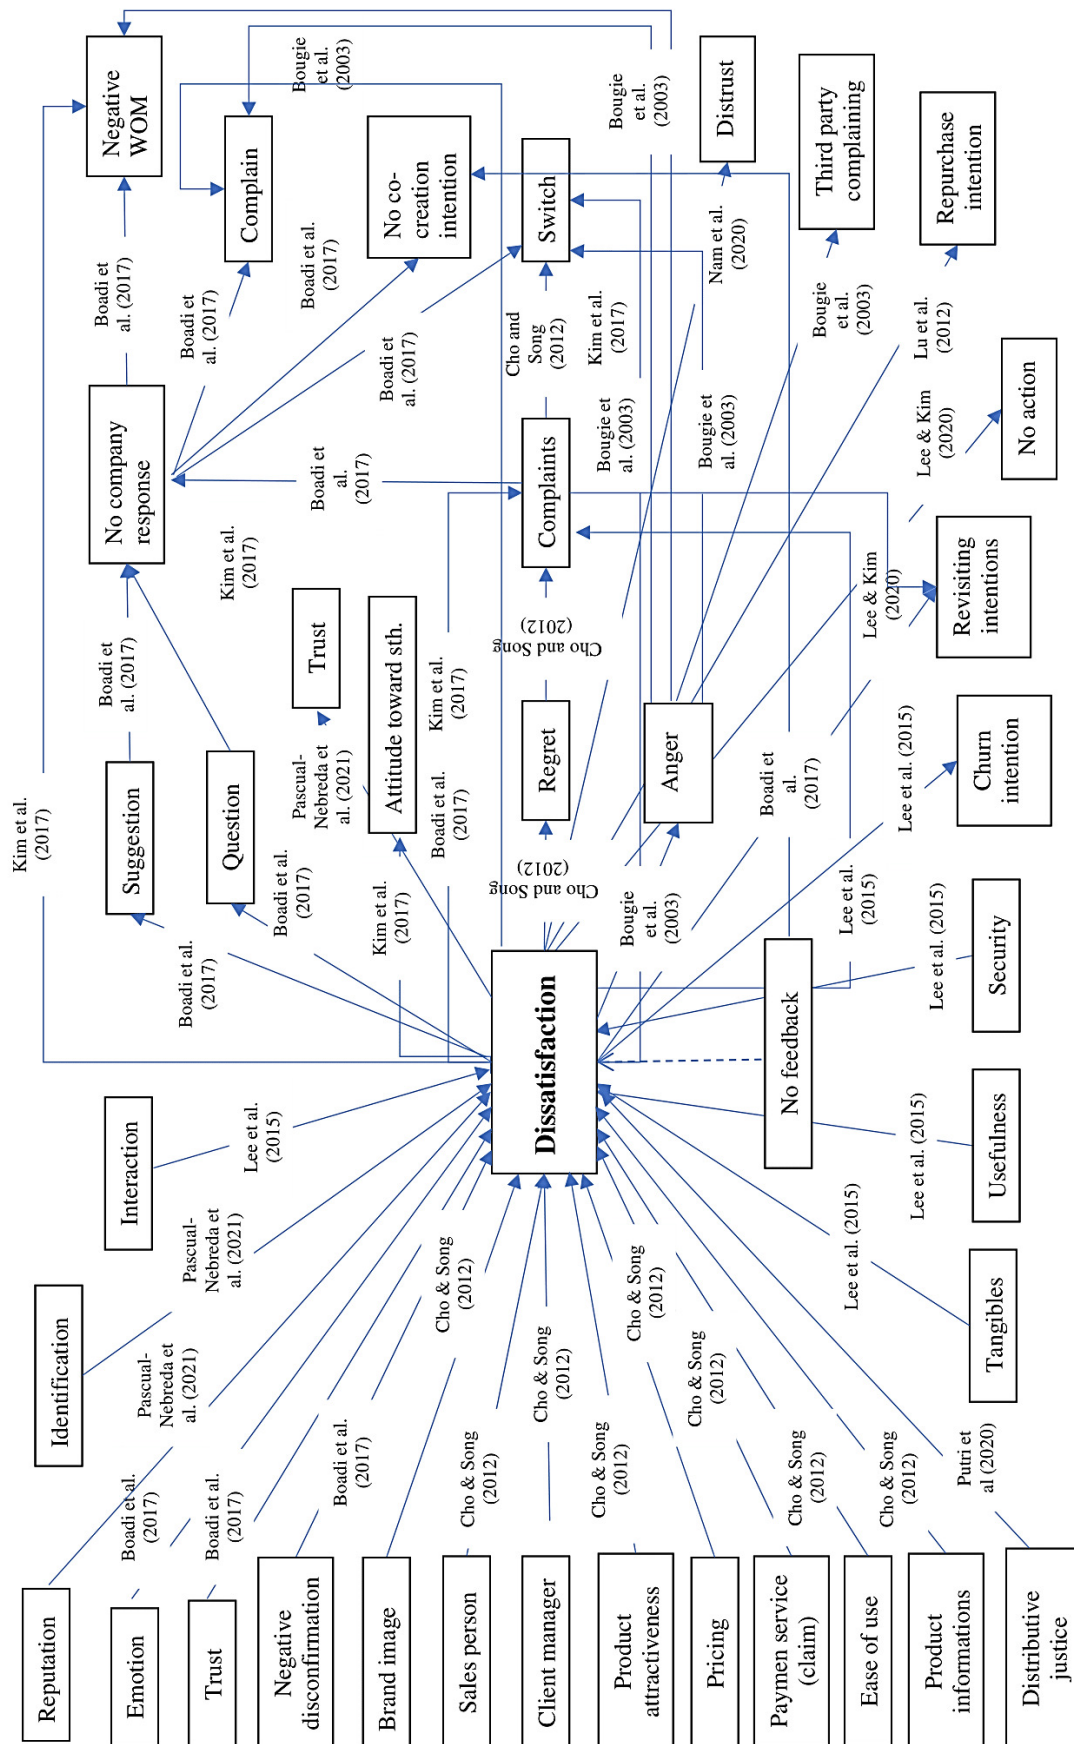 Reputation
Emotion
Trust
Negative
disconfirmation
Brand image
Sales person
Client manager
Product
attractiveness
Pricing
Paymen service
(claim)
Ease of use
Product
informations
Distributive
justice
Identification
Interaction
Tangibles
Usefulness
Security
Pascual-
Nebreda et
al. (2021)
Boadi et al.
(2017)
Boadi et al.
(2017)
Boadi et al.
(2017)
Cho & Song
(2012)
Cho & Song
(2012)
Cho & Song
(2012)
Cho & Song
(2012)
Cho & Song
(2012)
Cho & Song
(2012)
Cho & Song
(2012)
Cho & Song
(2012)
Putri et
al (2020)
Pascual-
Nebreda et
al. (2021)
Lee et al.
(2015)
Lee et al. (2015)
Lee et al. (2015)
Lee et al. (2015)
Dissatisfaction
No feedback
Kim et al.
(2017)
Boadi et al.
(2017)
Boadi et al.
(2017)
Kim et al.
(2017)
Boadi et al.
(2017)
Cho and Song
(2012)
Bougie
et al.
(2003)
Lee et al.
(2015)
Lee et al. (2015)
Boadi et
al.
(2017)
Suggestion
Question
Pascual-
Nebreda et
al. (2021)
Attitude toward sth.
Trust
Regret
Anger
Churn
intention
Boadi et
al. (2017)
Kim et al.
(2017)
Kim et al.
(2017)
Cho and Song
(2012)
Lee & Kim
(2020)
Revisiting
intentions
No company
response
Complaints
Boadi et
al.
(2017)
Bougie et
al. (2003)
Bougie et
al. (2003)
Lee & Kim
(2020)
No action
Boadi et
al. (2017)
Boadi et
al. (2017)
Boadi et al.
(2017)
Boadi et
al. (2017)
Cho and
Song
(2012)
Kim et al.
(2017)
Nam et al.
(2020)
Bougie
et al.
(2003)
Lu et al.
(2012)
Negative
WOM
Complain
No co-
creation
intention
Switch
Distrust
Third party
complaining
Repurchase
intention
Bougie
et al.
(2003)
Bougie
et al.
(2003)